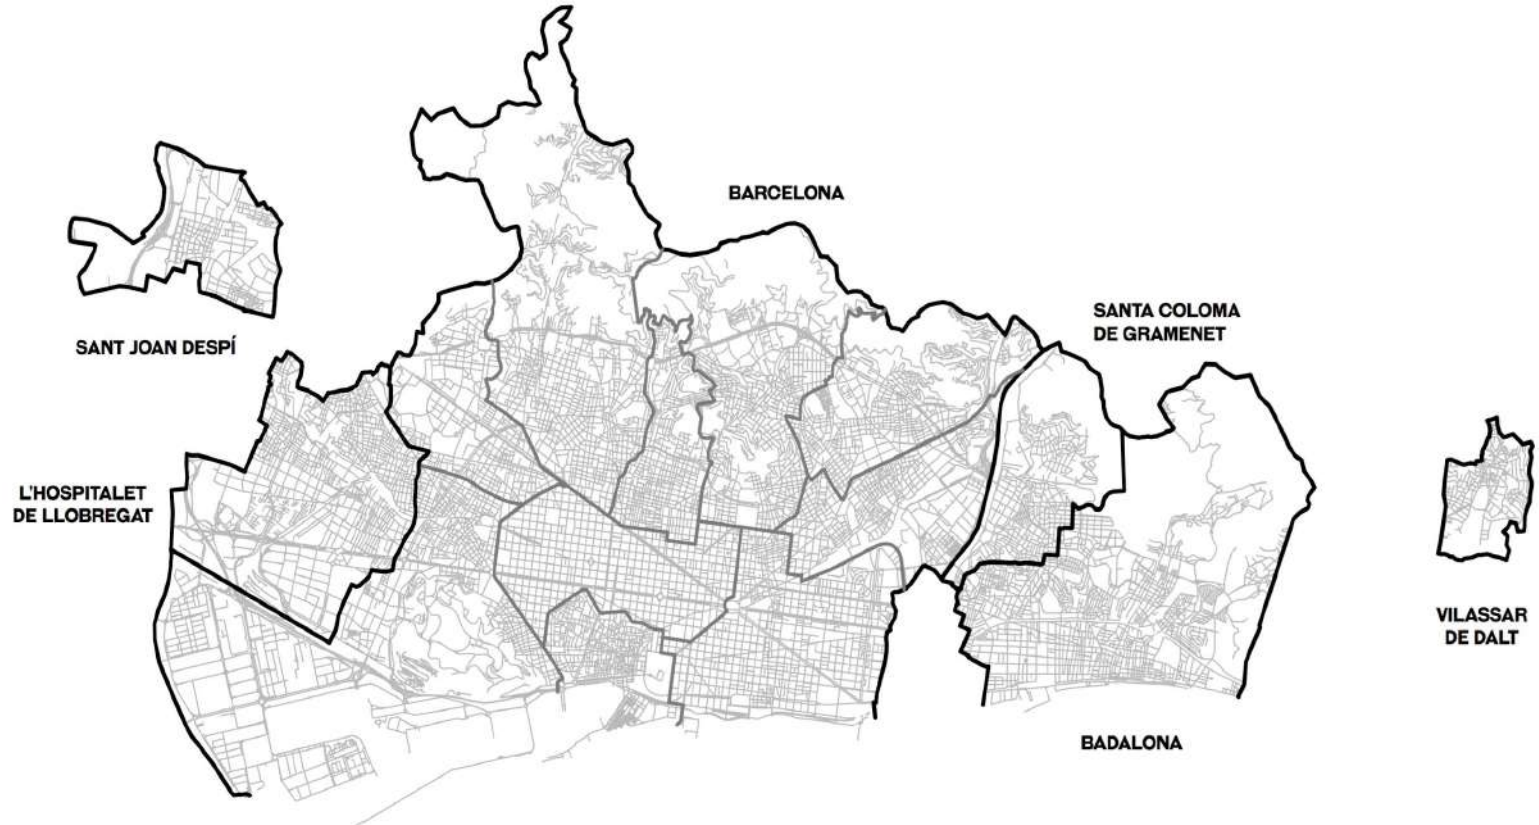 BARCELONA
SANTA COLOMA
DE GRAMENET
SANT JOAN DESPÍ
L'HOSPITALET
DE LLOBREGAT
VILASSAR
DE DALT
BADALONA